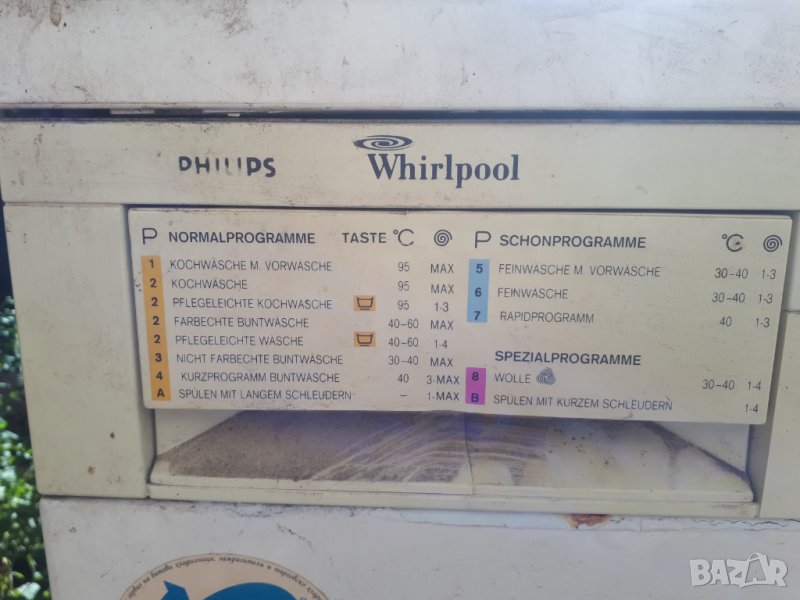 PHILIPS Whirlpool
P NORMALPROGRAMME TASTE °C
1 KOCHWÄSCHE M. VORWÄSCHE 95 MAX
2 KOCHWÄSCHE 95 MAX
2 PFLEGELEICHTE KOCHWÄSCHE 95 1-3
2 FARBECHTE BUNTWÄSCHE 40-60 MAX
2 PFLEGELEICHTE WÄSCHE 40-60 1-4
3 NICHT FARBECHTE BUNTWÄSCHE 30-40 MAX
4 KURZPROGRAMM BUNTWÄSCHE 40 3-MAX
A SPÜLEN MIT LANGEM SCHLEUDERN - 1-MAX
P SCHONPROGRAMME °C
5 FEINWÄSCHE M. VORWÄSCHE 30-40 1-3
6 FEINWÄSCHE 30-40 1-3
7 RAPIDPROGRAMM 40 1-3
SPEZIALPROGRAMME
8 WOLLE 30-40 1-4
B SPÜLEN MIT KURZEM SCHLEUDERN 1-4
BAZAR